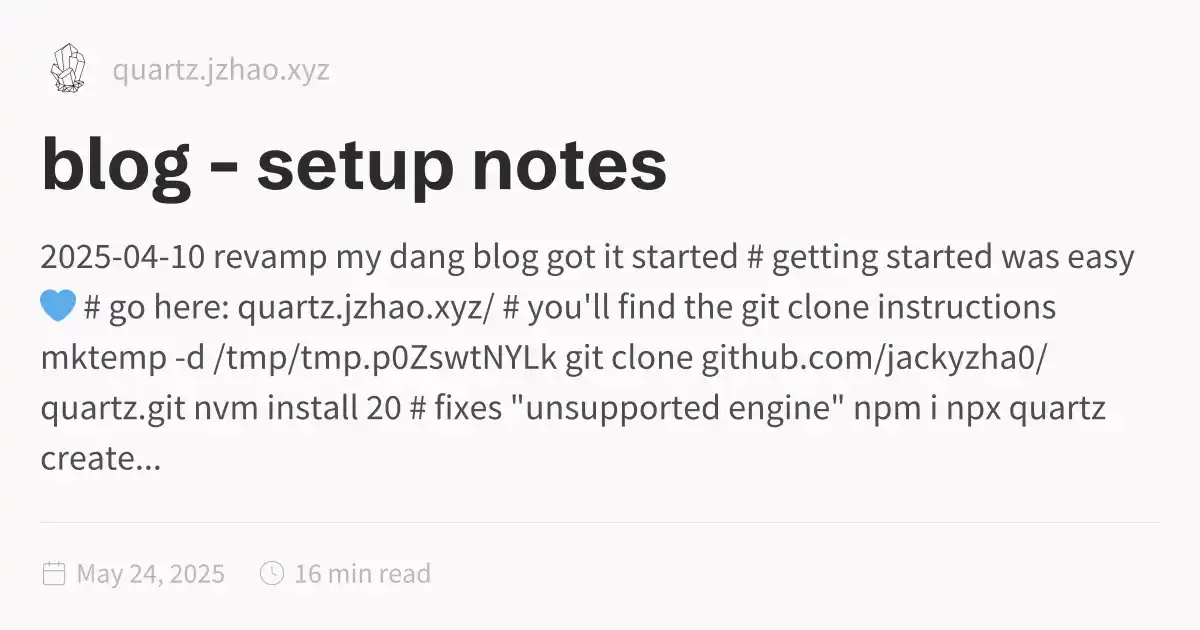 quartz.jzhao.xyz
blog - setup notes
2025-04-10 revamp my dang blog got it started # getting started was easy
💙 # go here: quartz.jzhao.xyz/ # you'll find the git clone instructions
mktemp -d /tmp/tmp.p0ZswtNYLk git clone github.com/jackyzha0/
quartz.git nvm install 20 # fixes "unsupported engine" npm i npx quartz
create...
May 24, 2025 16 min read